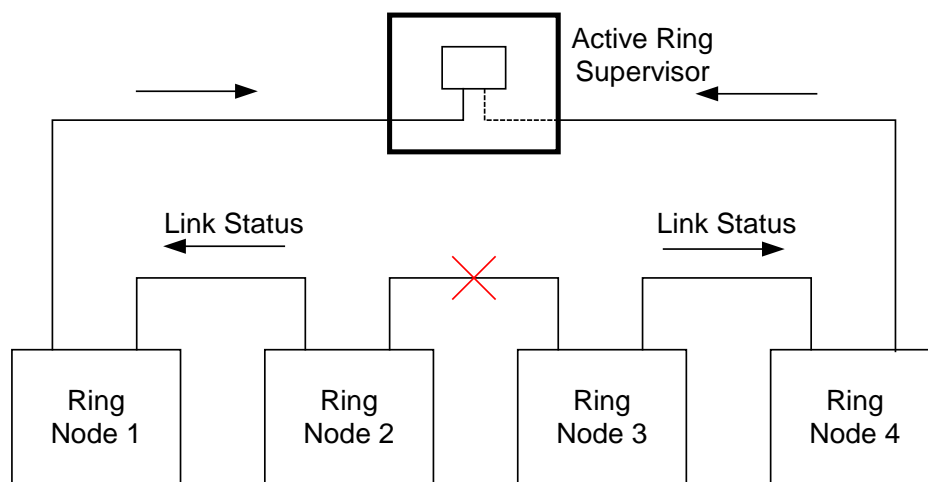 Active Ring
Supervisor
Link Status
Link Status
Ring
Node 1
Ring
Node 2
Ring
Node 3
Ring
Node 4